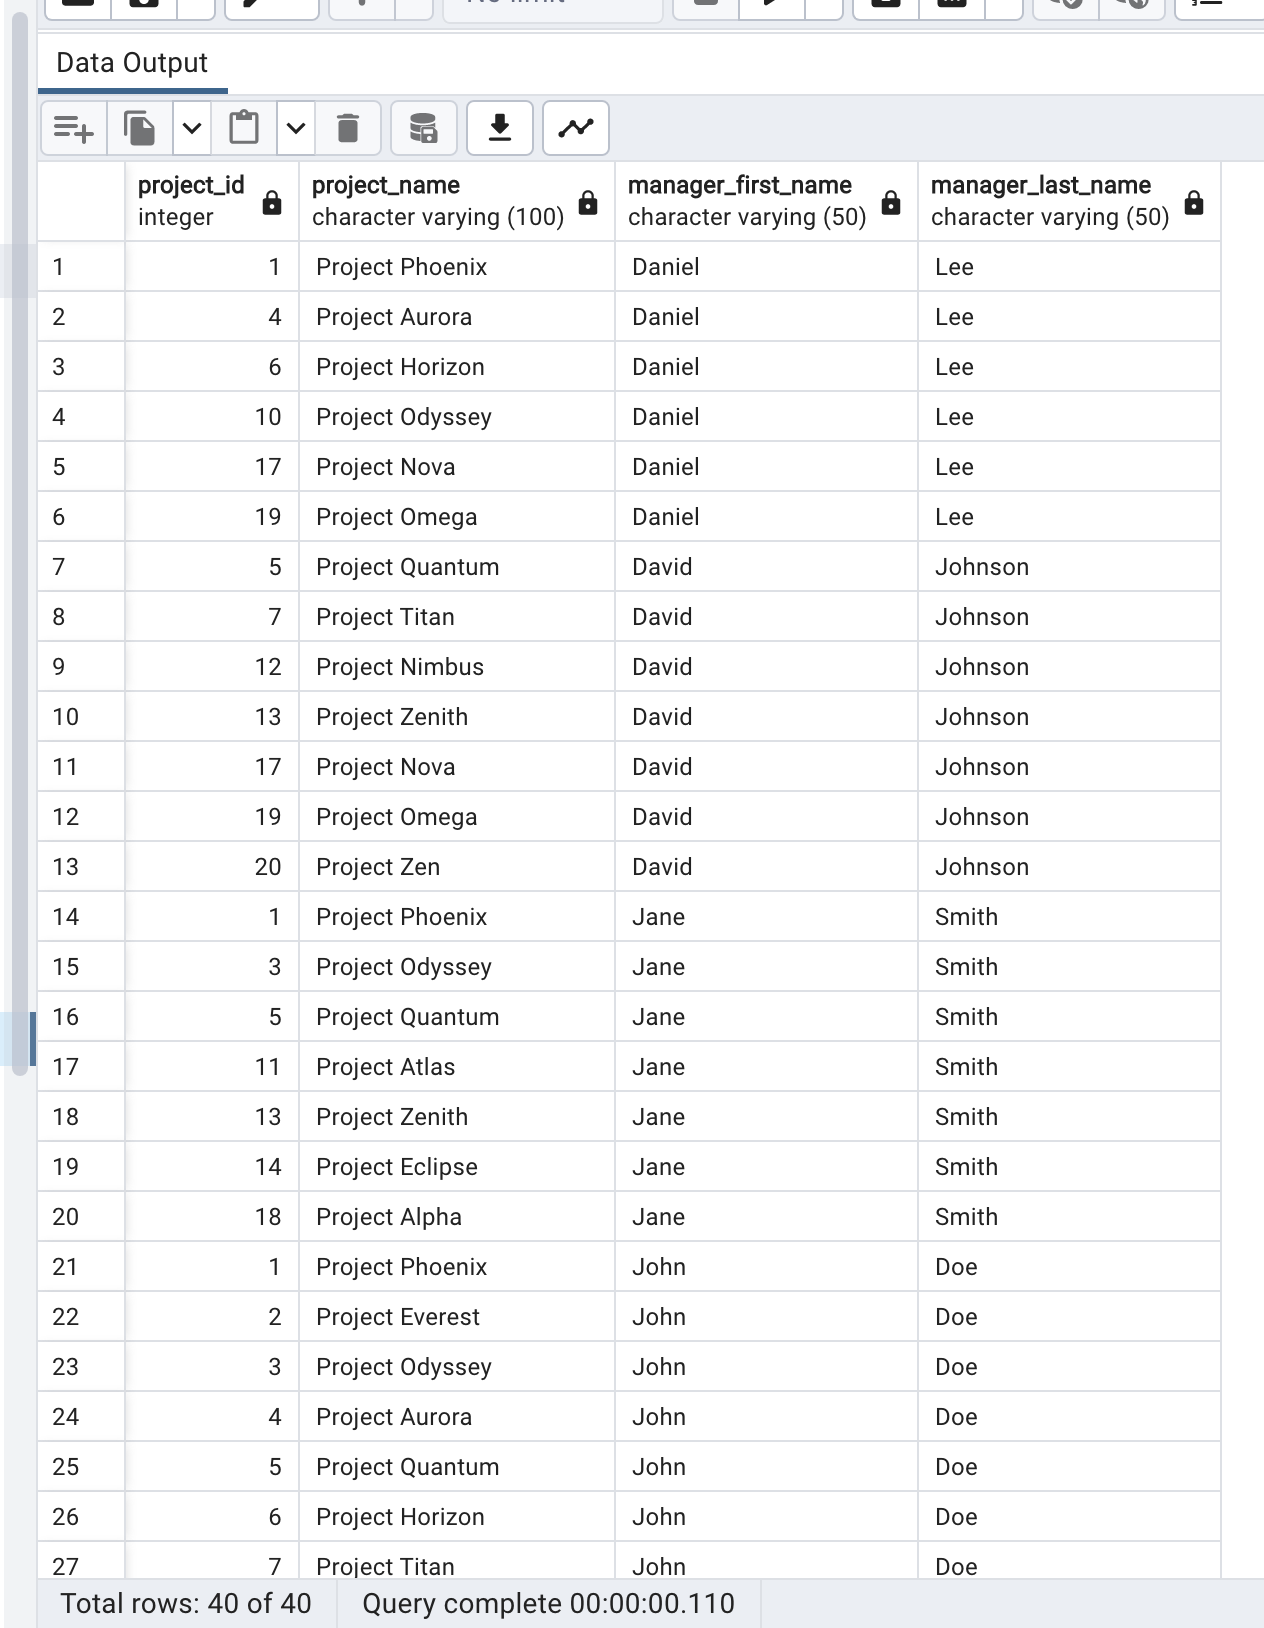 No limit
Data Output
project_id project_name manager_first_name manager_last_name
integer character varying (100) character varying (50) character varying (50)
1 1 Project Phoenix Daniel Lee
2 4 Project Aurora Daniel Lee
3 6 Project Horizon Daniel Lee
4 10 Project Odyssey Daniel Lee
5 17 Project Nova Daniel Lee
6 19 Project Omega Daniel Lee
7 5 Project Quantum David Johnson
8 7 Project Titan David Johnson
9 12 Project Nimbus David Johnson
10 13 Project Zenith David Johnson
11 17 Project Nova David Johnson
12 19 Project Omega David Johnson
13 20 Project Zen David Johnson
14 1 Project Phoenix Jane Smith
15 3 Project Odyssey Jane Smith
16 5 Project Quantum Jane Smith
17 11 Project Atlas Jane Smith
18 13 Project Zenith Jane Smith
19 14 Project Eclipse Jane Smith
20 18 Project Alpha Jane Smith
21 1 Project Phoenix John Doe
22 2 Project Everest John Doe
23 3 Project Odyssey John Doe
24 4 Project Aurora John Doe
25 5 Project Quantum John Doe
26 6 Project Horizon John Doe
27 7 Project Titan John Doe
Total rows: 40 of 40 Query complete 00:00:00.110